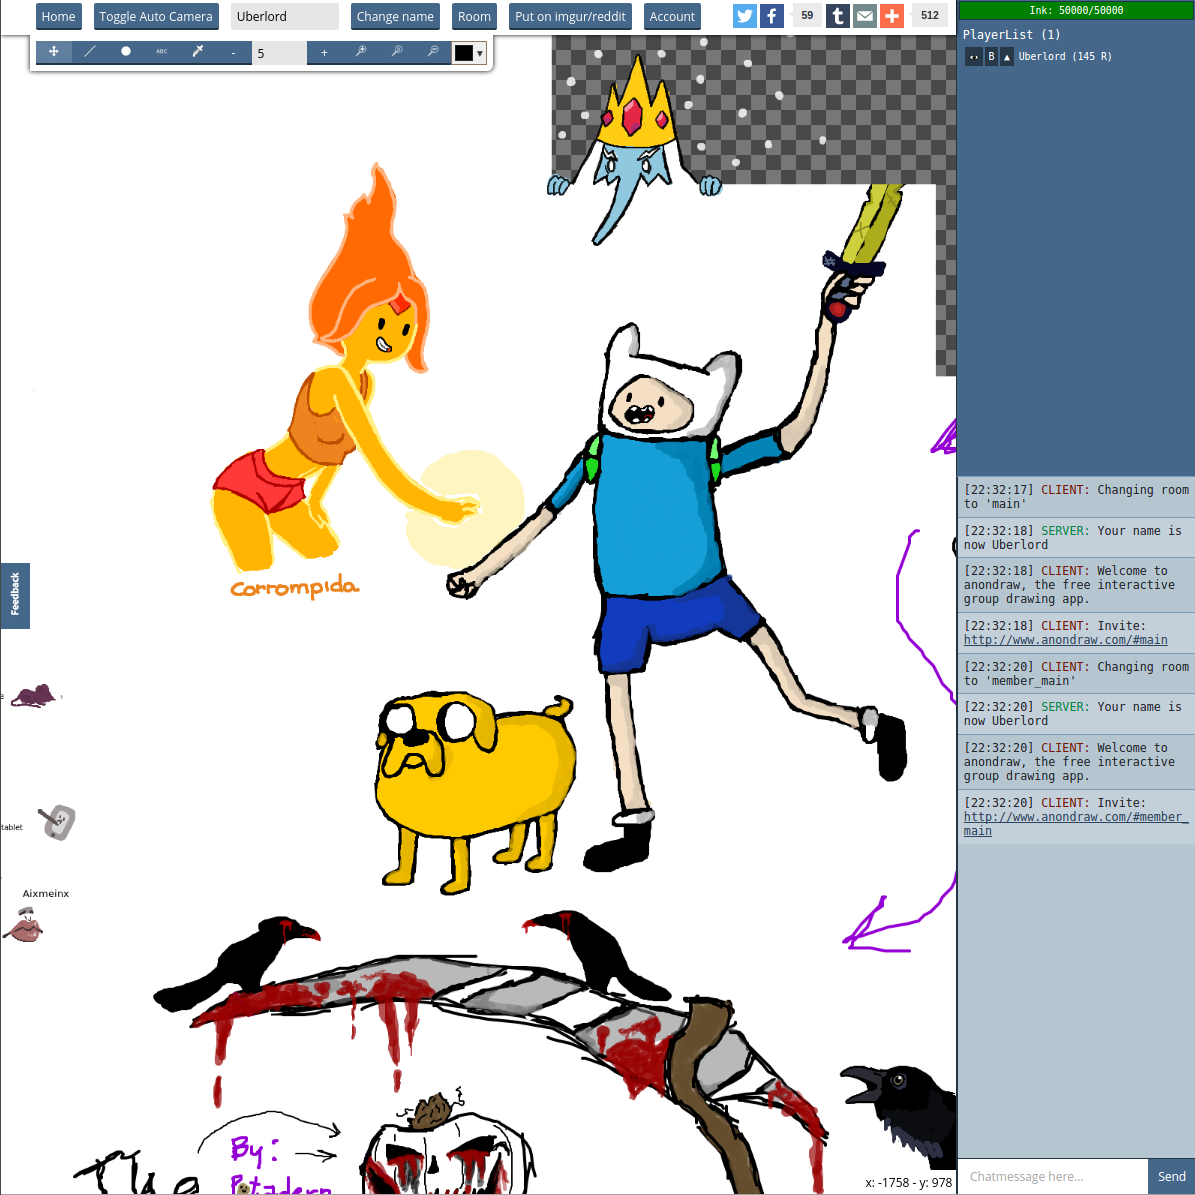 Home
Toggle Auto Camera
Uberlord
Change name
Room
Put on imgur/reddit
Account
59
512
ABC
-
5
+
Ink: 50000/50000
PlayerList (1)
B ▲ Uberlord (145 R)
Corrompida
Feedback
tablet
Aixmeinx
[22:32:17] CLIENT: Changing room
to 'main'
[22:32:18] SERVER: Your name is
now Uberlord
[22:32:18] CLIENT: Welcome to
anondraw, the free interactive
group drawing app.
[22:32:18] CLIENT: Invite:
http://www.anondraw.com/#main
[22:32:20] CLIENT: Changing room
to 'member_main'
[22:32:20] SERVER: Your name is
now Uberlord
[22:32:20] CLIENT: Welcome to
anondraw, the free interactive
group drawing app.
[22:32:20] CLIENT: Invite:
http://www.anondraw.com/#member_
main
The
By:
x: -1758 - y: 978
Chatmessage here...
Send